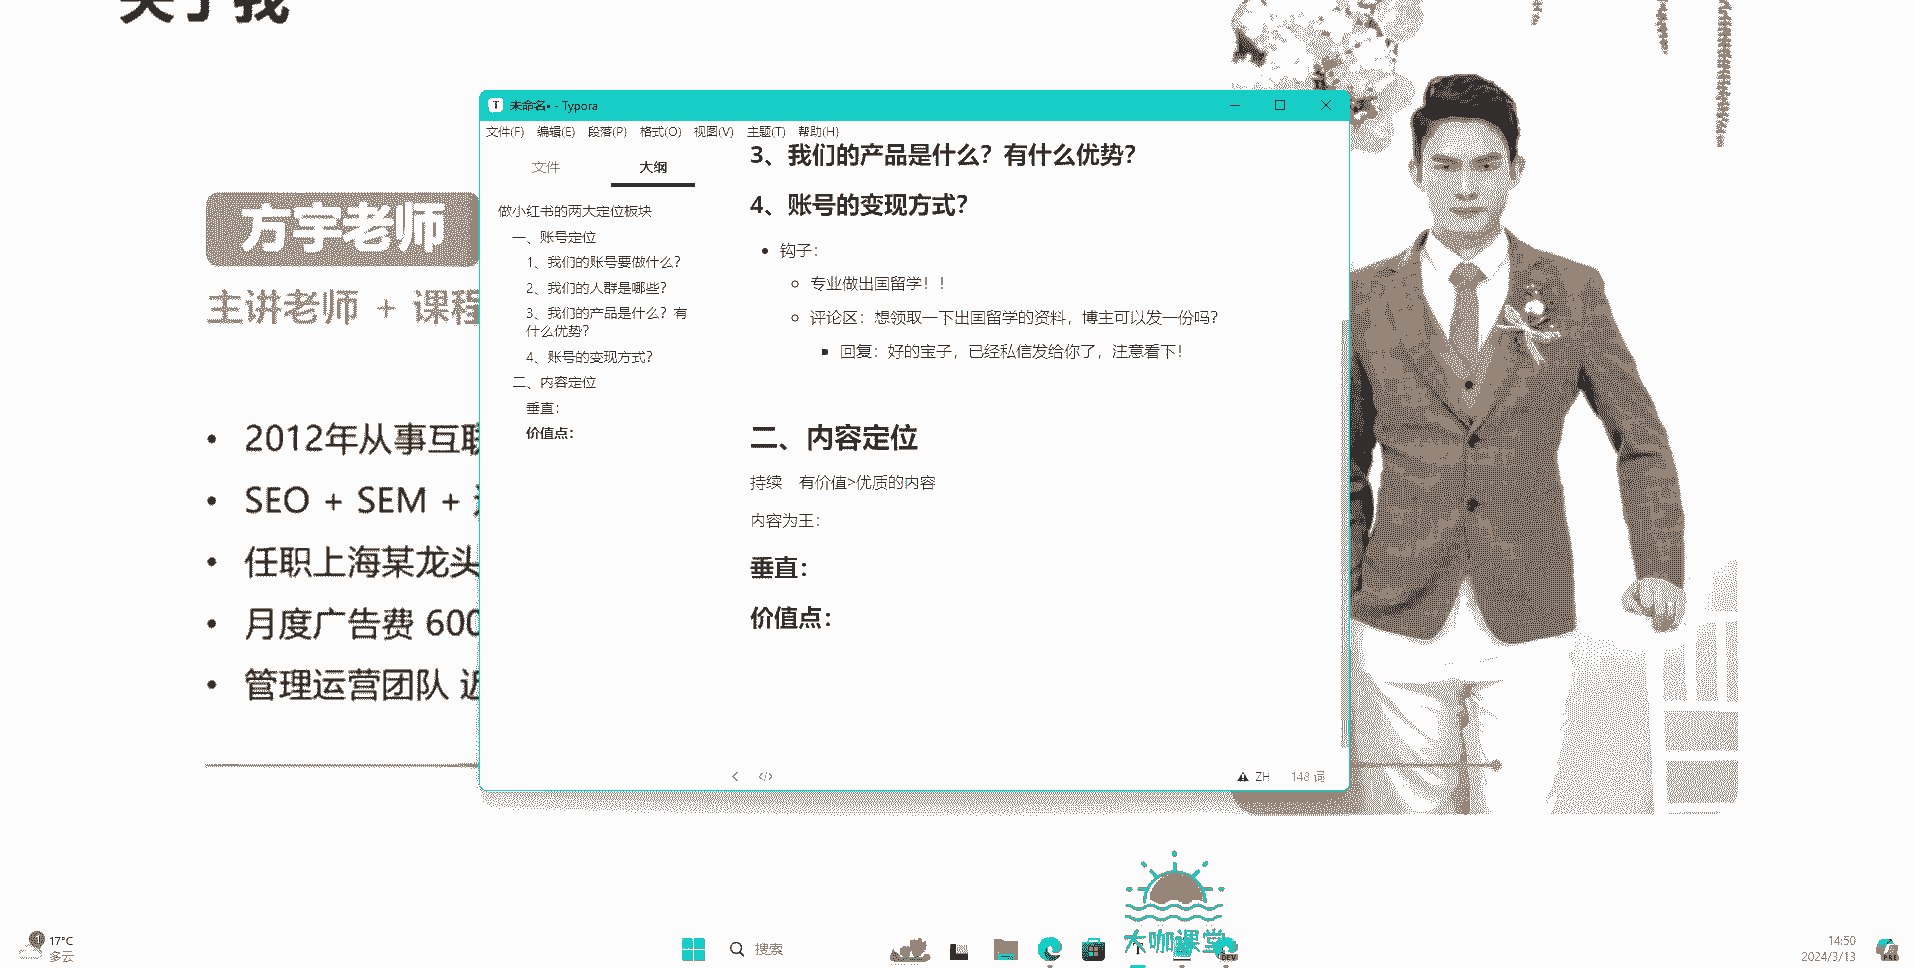 关于我
方宇老师
主讲老师 + 课程
• 2012年从事互联
• SEO + SEM +
• 任职上海某龙头
• 月度广告费 600
• 管理运营团队 近
未命名• - Typora
文件(F) 编辑(E) 段落(P) 格式(O) 视图(V) 主题(T) 帮助(H)
文件 大纲
做小红书的两大定位板块
一、账号定位
1、我们的账号要做什么?
2、我们的人群是哪些?
3、我们的产品是什么? 有
什么优势?
4、账号的变现方式?
二、内容定位
垂直:
价值点:
3、我们的产品是什么? 有什么优势?
4、账号的变现方式?
• 钩子:
专业做出国留学! !
评论区: 想领取一下出国留学的资料, 博主可以发一份吗?
回复: 好的宝子, 已经私信发给你了, 注意看下!
二、内容定位
持续 有价值>优质的内容
内容为王:
垂直:
价值点:
ZH 148 词
大咖课堂
1
17°C
多云
搜索
DEV
14:50
2024/3/13
PRE